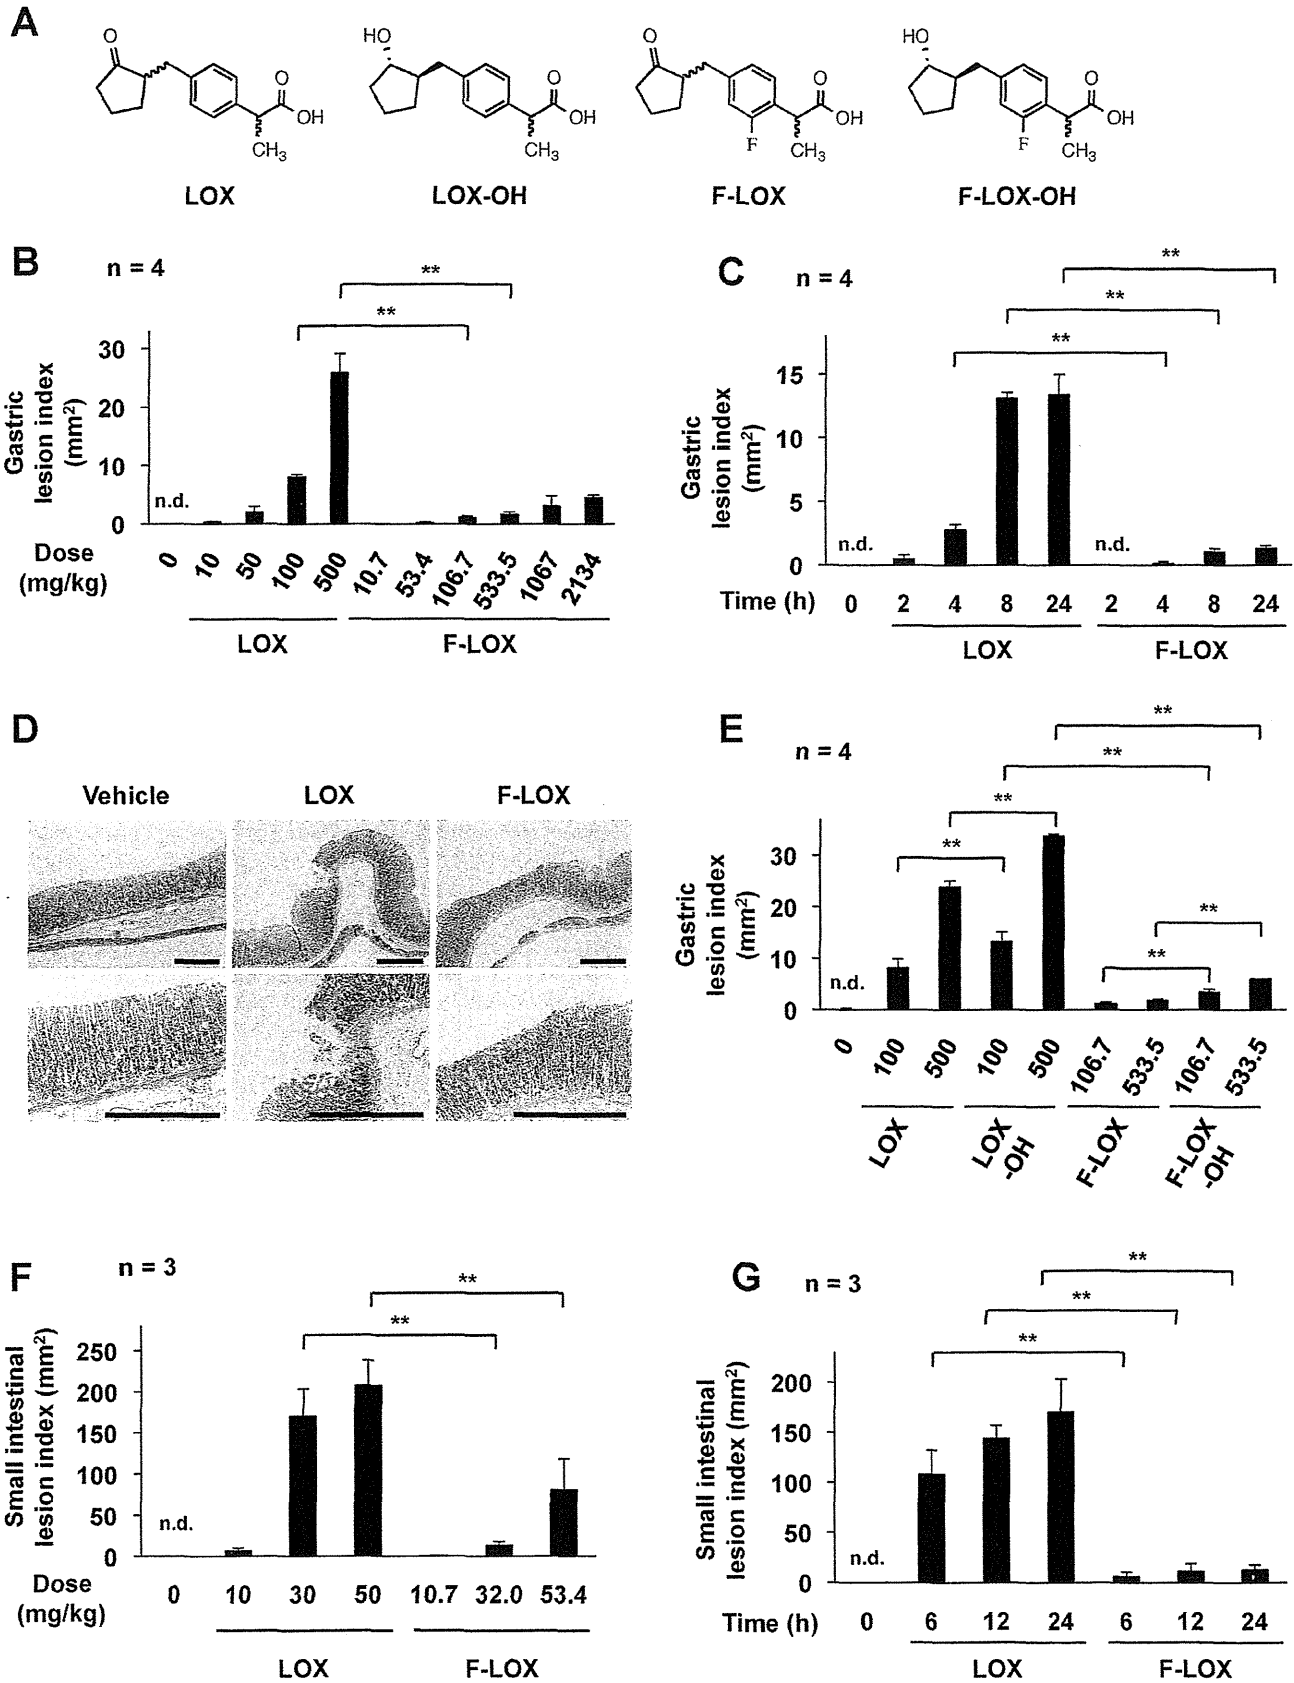 A
O
O
OH
CH3
LOX
HO
O
OH
CH3
LOX-OH
O
O
OH
F
CH3
F-LOX
HO
O
OH
F
CH3
F-LOX-OH
B
n = 4
**
**
Gastric
lesion index
(mm2)
30
20
10
0
n.d.
Dose
(mg/kg)
0 10 50 100 500 10.7 53.4 106.7 533.5 1067 2134
LOX F-LOX
C
n = 4
**
**
**
Gastric
lesion index
(mm2)
15
10
5
0
n.d. n.d.
Time (h) 0 2 4 8 24 2 4 8 24
LOX F-LOX
D
Vehicle LOX F-LOX
E
n = 4
**
**
**
**
**
**
Gastric
lesion index
(mm2)
30
20
10
0
n.d.
0 100 500 100 500 106.7 533.5 106.7 533.5
LOX
LOX
-OH
F-LOX
F-LOX
-OH
F
n = 3
**
**
Small intestinal
lesion index (mm2)
250
200
150
100
50
0
n.d.
Dose
(mg/kg)
0 10 30 50 10.7 32.0 53.4
LOX F-LOX
G
n = 3
**
**
**
Small intestinal
lesion index (mm2)
200
150
100
50
0
n.d.
Time (h) 0 6 12 24 6 12 24
LOX F-LOX